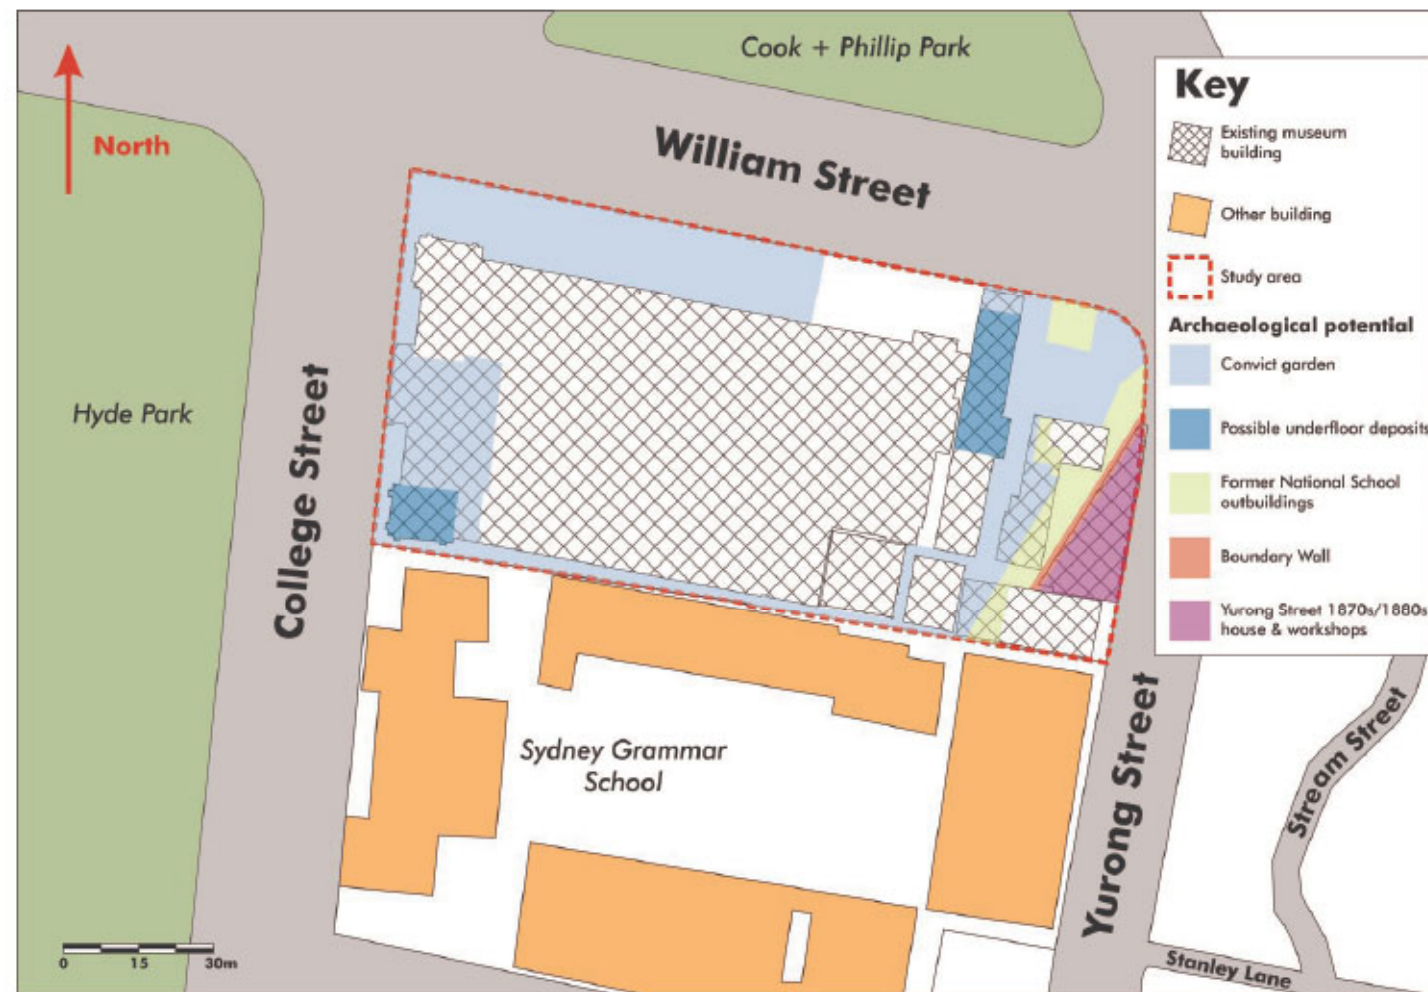 Cook + Phillip Park
North
William Street
Hyde Park
College Street
Sydney Grammar
School
Yurong Street
Stream Street
Stanley Lane
0 15 30m
Key
Existing museum
building
Other building
Study area
Archaeological potential
Convict garden
Possible underfloor deposits
Former National School
outbuildings
Boundary Wall
Yurong Street 1870s/1880s
house & workshops